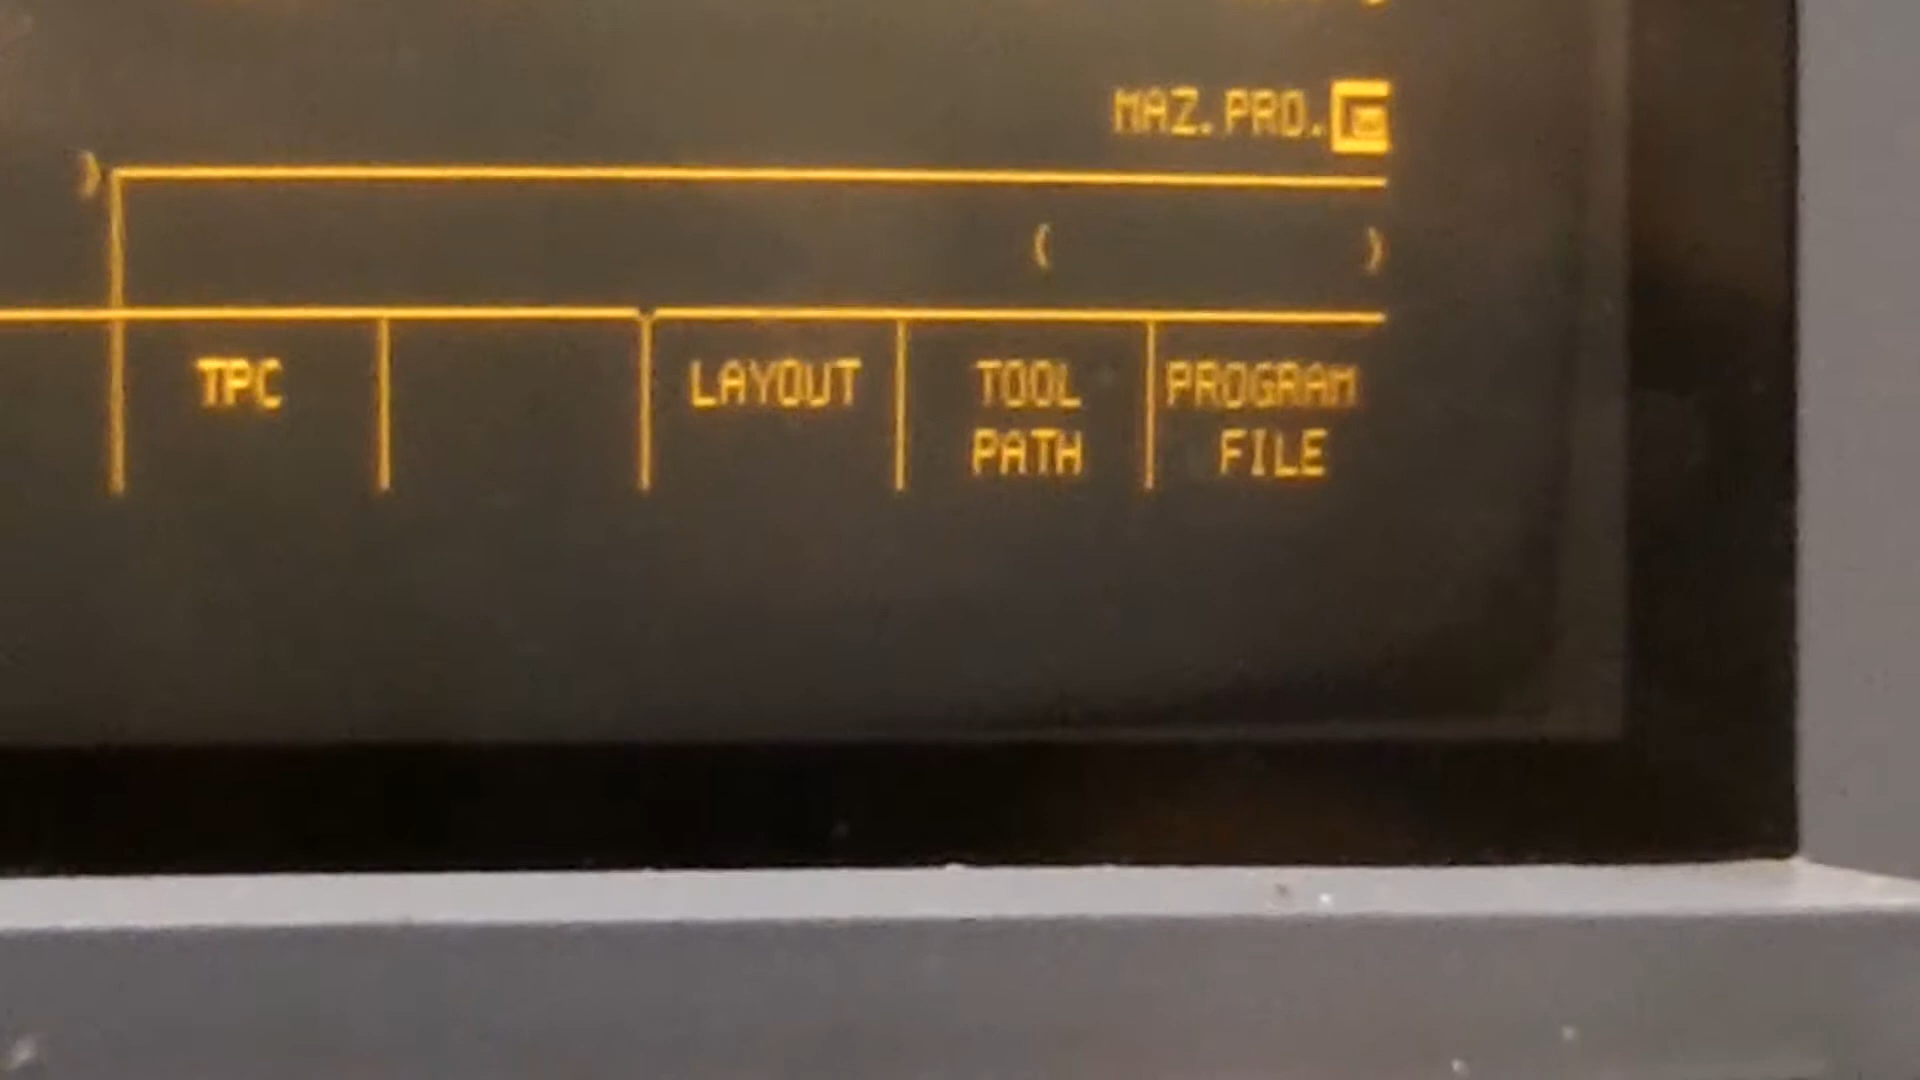 MAZ.PRO.
)
( )
TPC LAYOUT TOOL PATH PROGRAM FILE